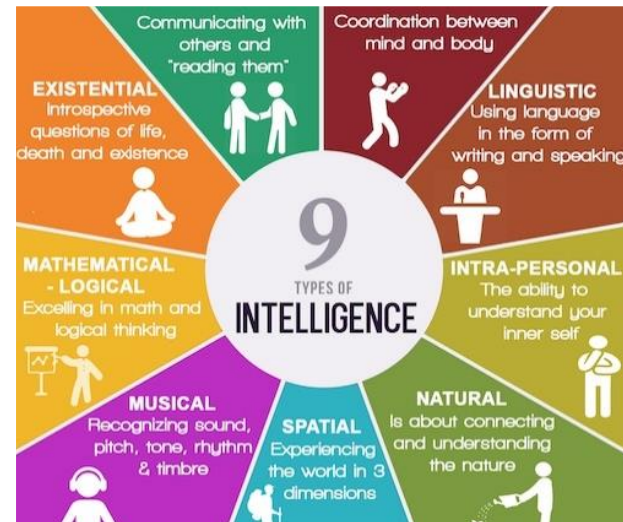 Communicating with
others and
"reading them"
Coordination between
mind and body
EXISTENTIAL
Introspective
questions of life,
death and existence
LINGUISTIC
Using language
in the form of
writing and speaking
9
TYPES OF
INTELLIGENCE
MATHEMATICAL
- LOGICAL
Excelling in math and
logical thinking
INTRA-PERSONAL
The ability to
understand your
inner self
MUSICAL
Recognizing sound,
pitch, tone, rhythm
& timbre
SPATIAL
Experiencing
the world in 3
dimensions
NATURAL
Is about connecting
and understanding
the nature